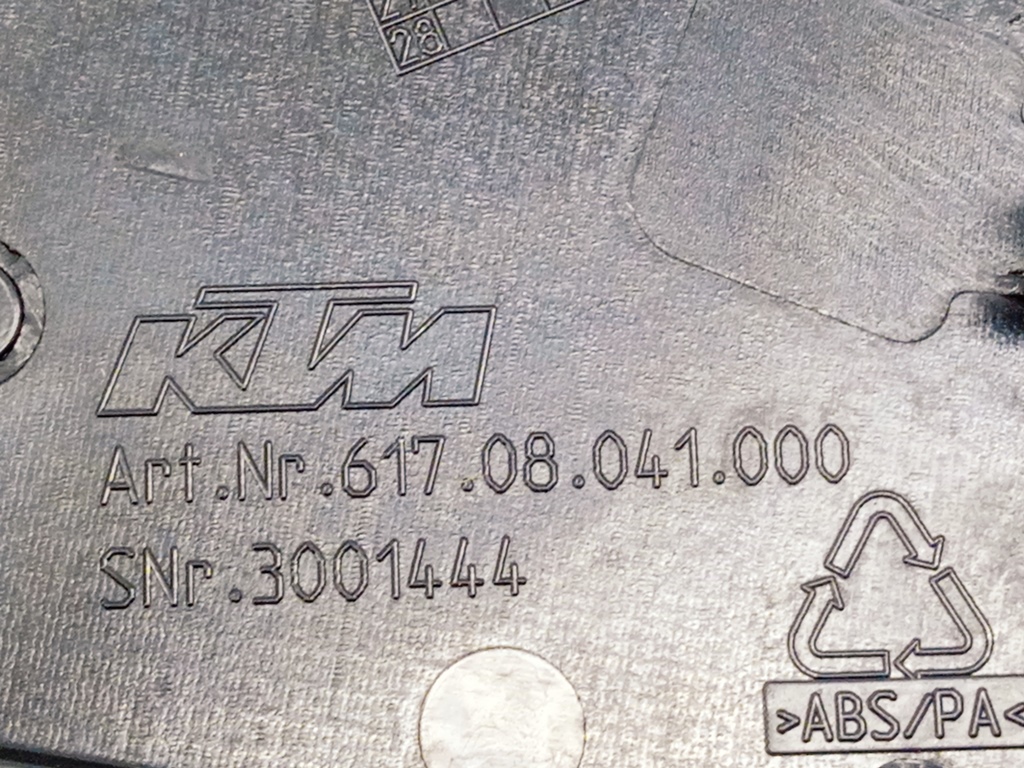 28
KTM
Art.Nr.617.08.041.000
SNr.3001444
>ABS/PA<